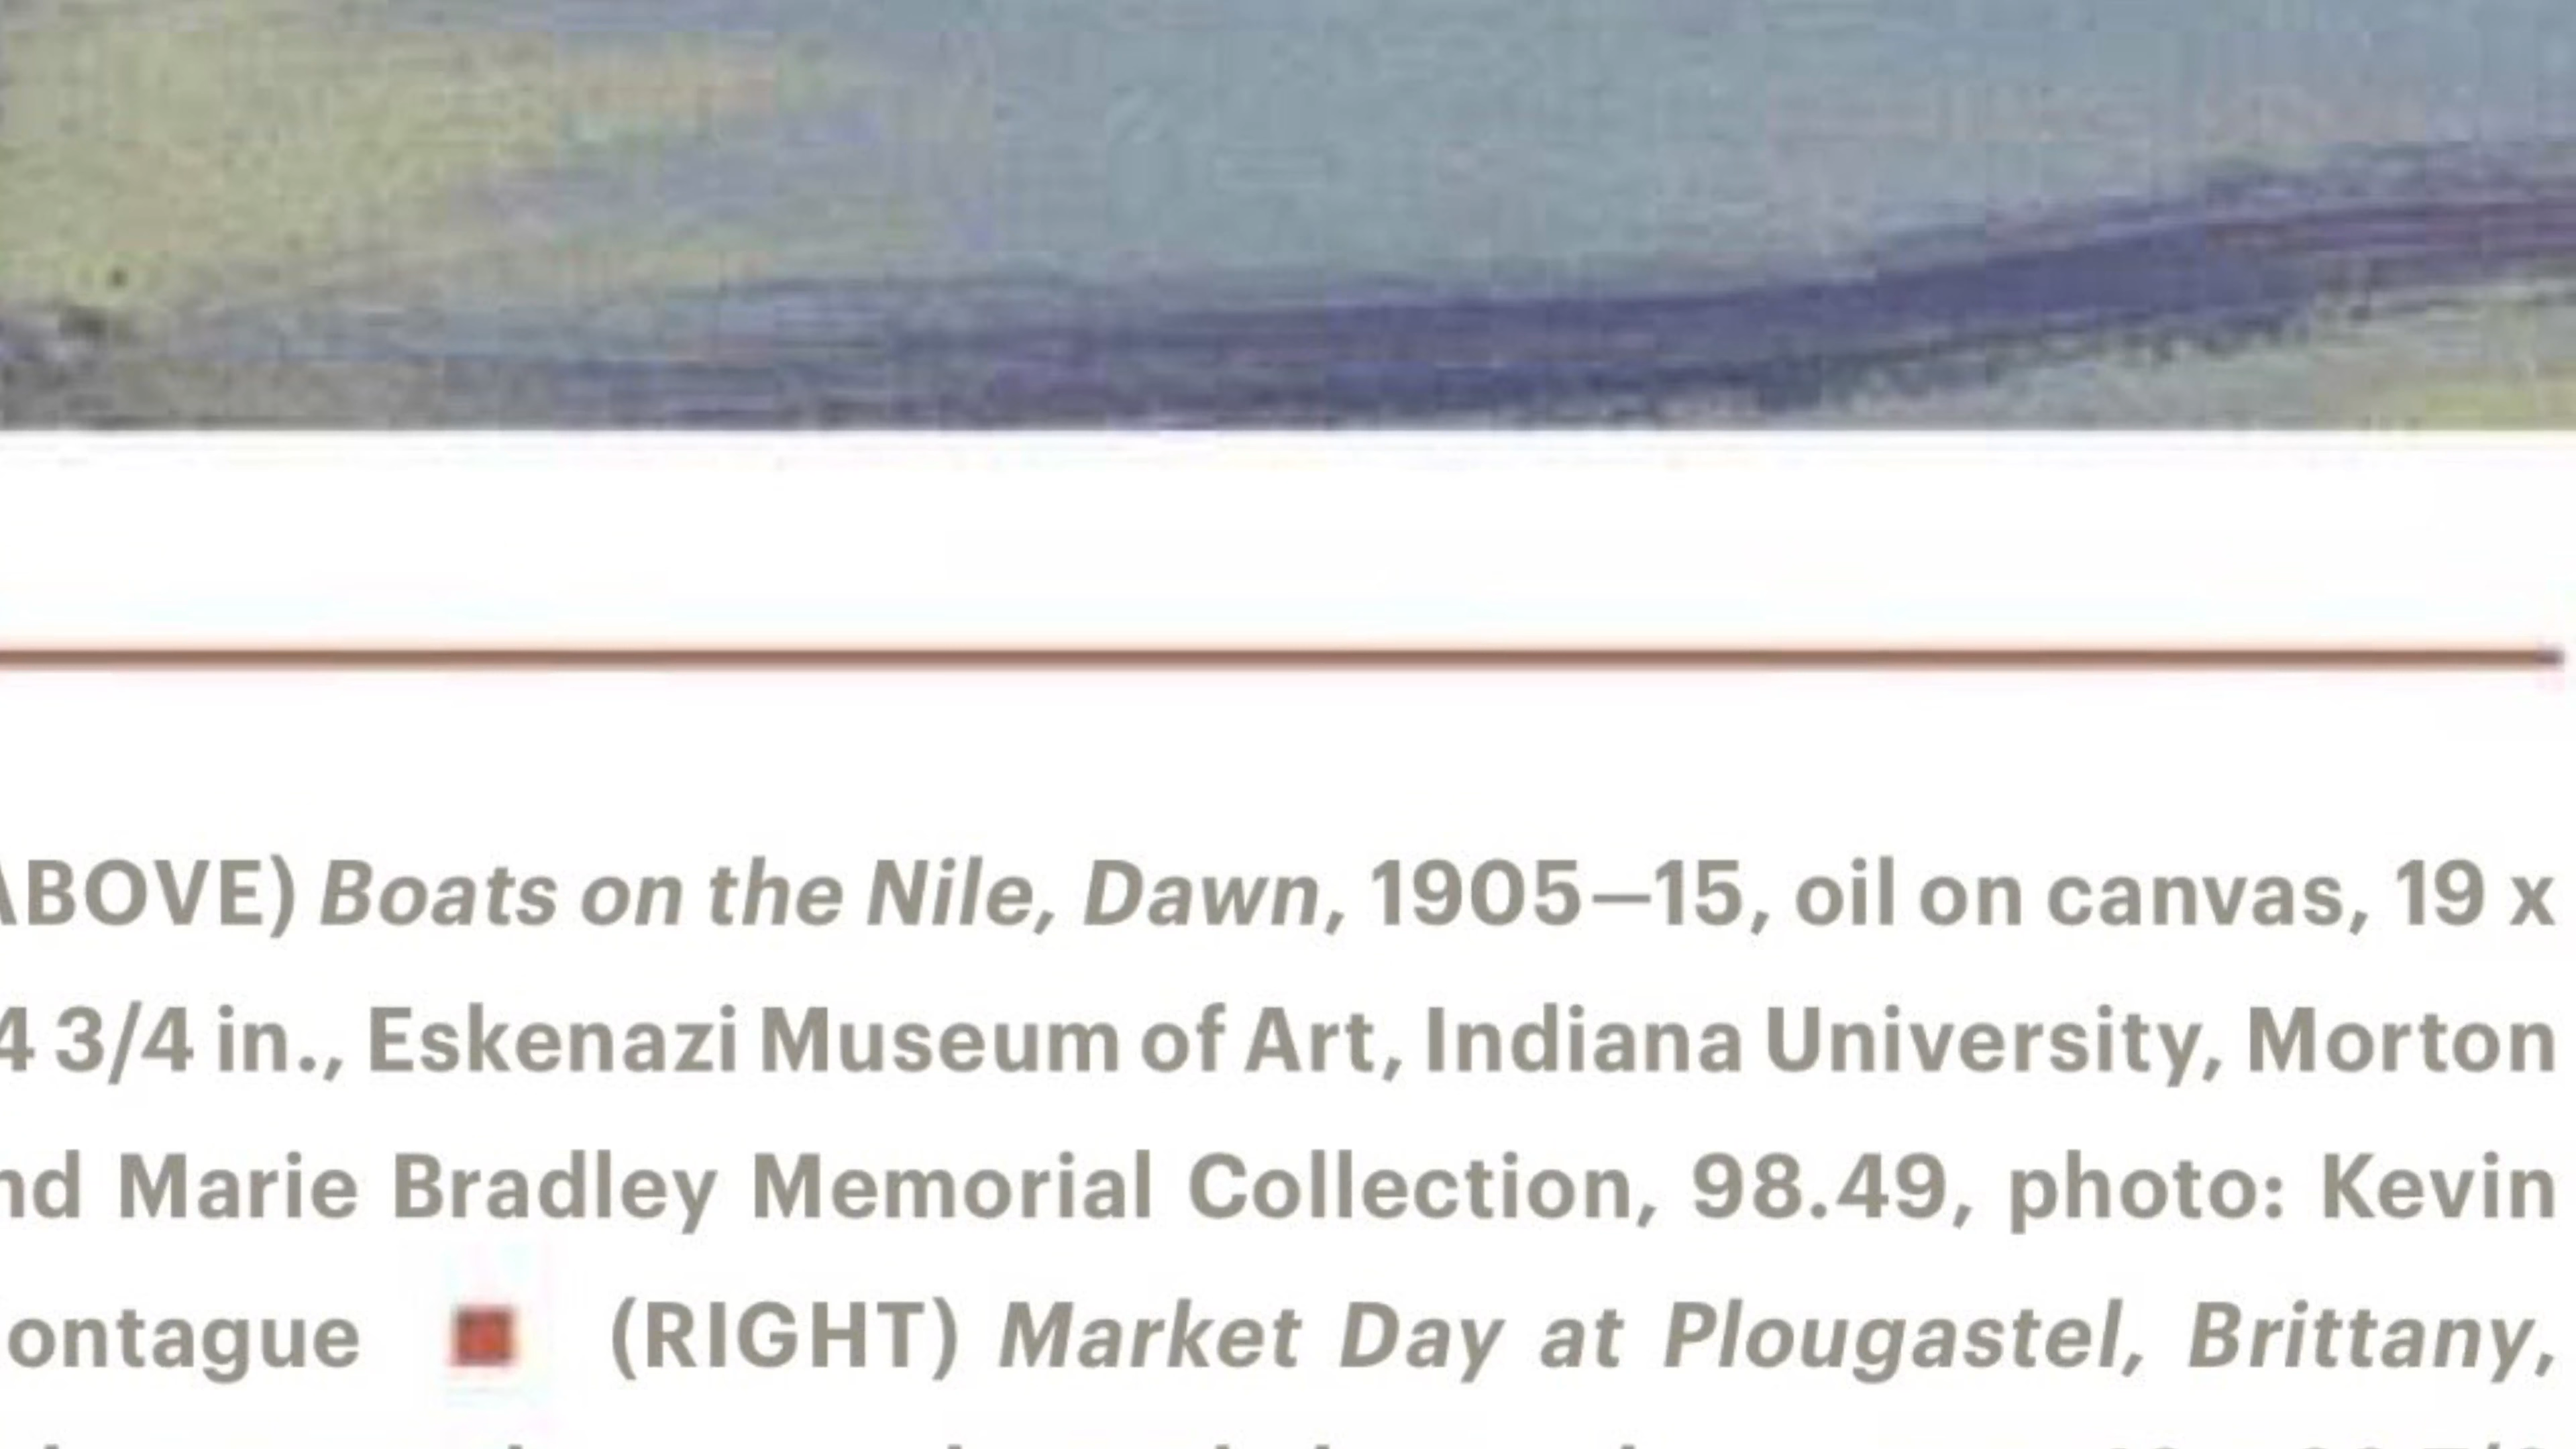 ABOVE) Boats on the Nile, Dawn, 1905–15, oil on canvas, 19 x
4 3/4 in., Eskenazi Museum of Art, Indiana University, Morton
nd Marie Bradley Memorial Collection, 98.49, photo: Kevin
ontague ■ (RIGHT) Market Day at Plougastel, Brittany,